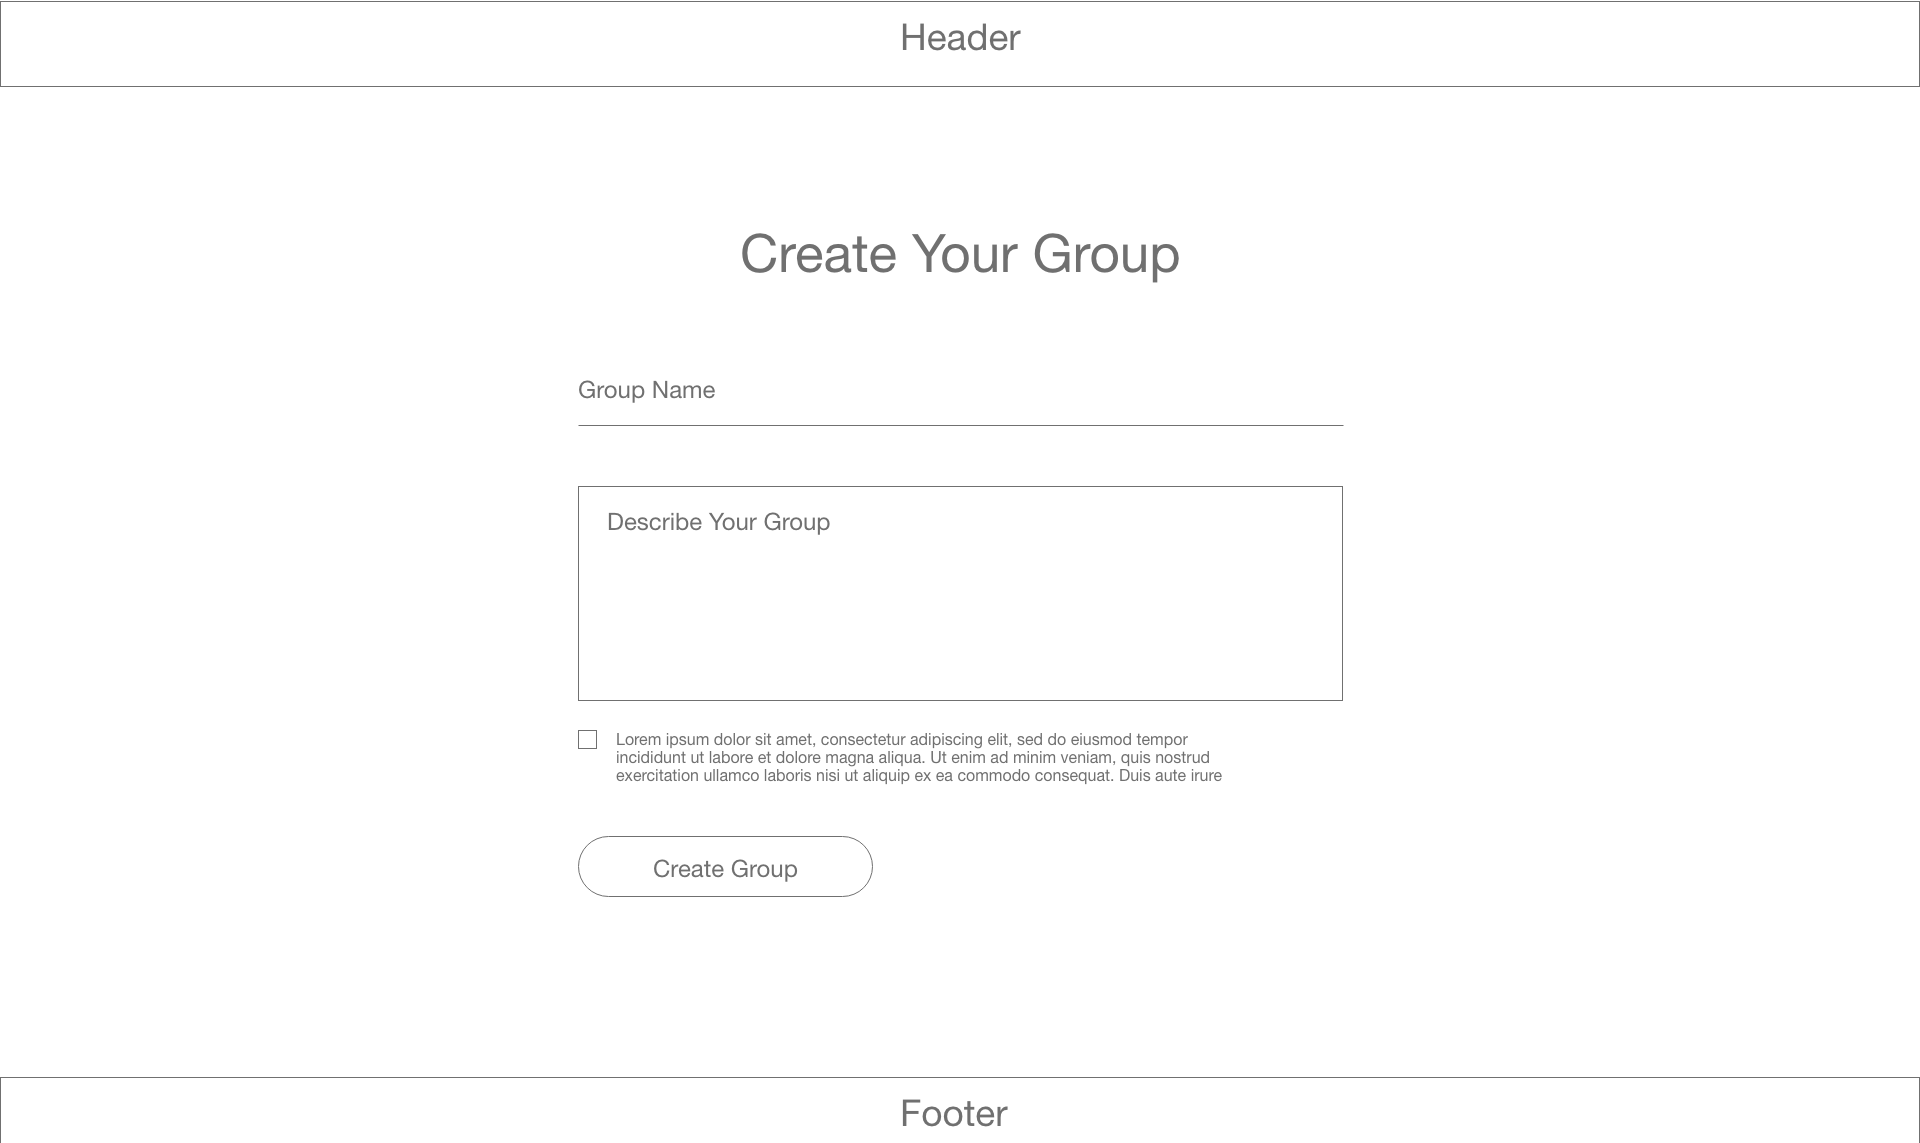 Header
Create Your Group
Group Name
Describe Your Group
Lorem ipsum dolor sit amet, consectetur adipiscing elit, sed do eiusmod tempor
incididunt ut labore et dolore magna aliqua. Ut enim ad minim veniam, quis nostrud
exercitation ullamco laboris nisi ut aliquip ex ea commodo consequat. Duis aute irure
Create Group
Footer